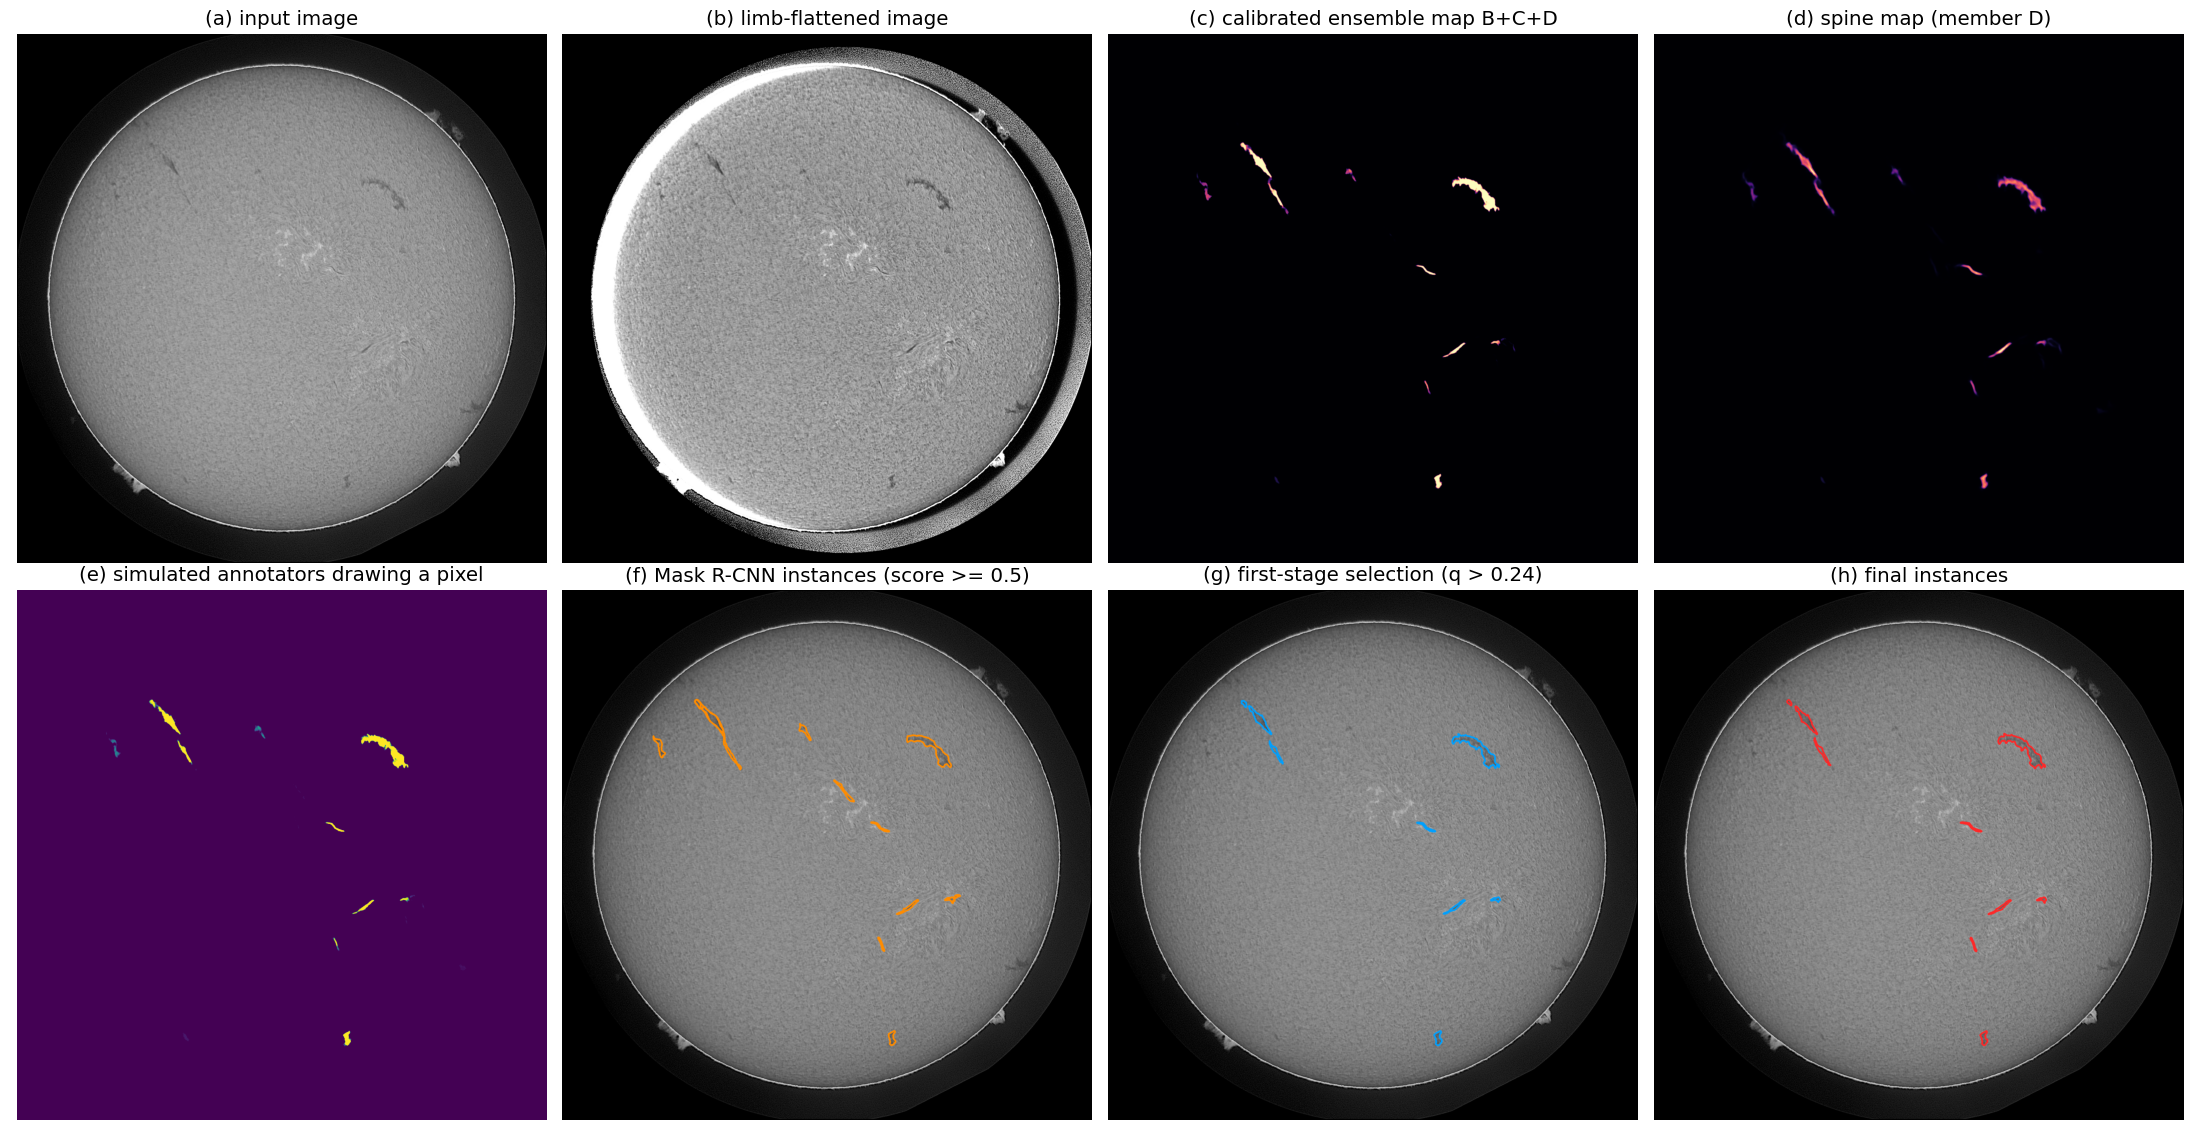 (a) input image
(b) limb-flattened image
(c) calibrated ensemble map B+C+D
(d) spine map (member D)
(e) simulated annotators drawing a pixel
(f) Mask R-CNN instances (score >= 0.5)
(g) first-stage selection (q > 0.24)
(h) final instances